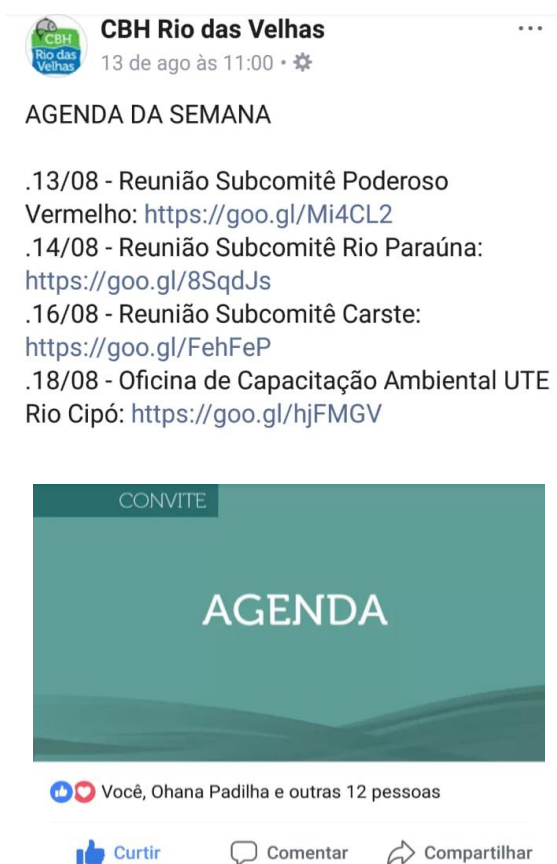 CBH
Rio das
Velhas
CBH Rio das Velhas
13 de ago às 11:00 •
AGENDA DA SEMANA
.13/08 - Reunião Subcomitê Poderoso
Vermelho: https://goo.gl/Mi4CL2
.14/08 - Reunião Subcomitê Rio Paraúna:
https://goo.gl/8SqdJs
.16/08 - Reunião Subcomitê Carste:
https://goo.gl/FehFeP
.18/08 - Oficina de Capacitação Ambiental UTE
Rio Cipó: https://goo.gl/hjFMGV
CONVITE
AGENDA
Você, Ohana Padilha e outras 12 pessoas
Curtir Comentar Compartilhar